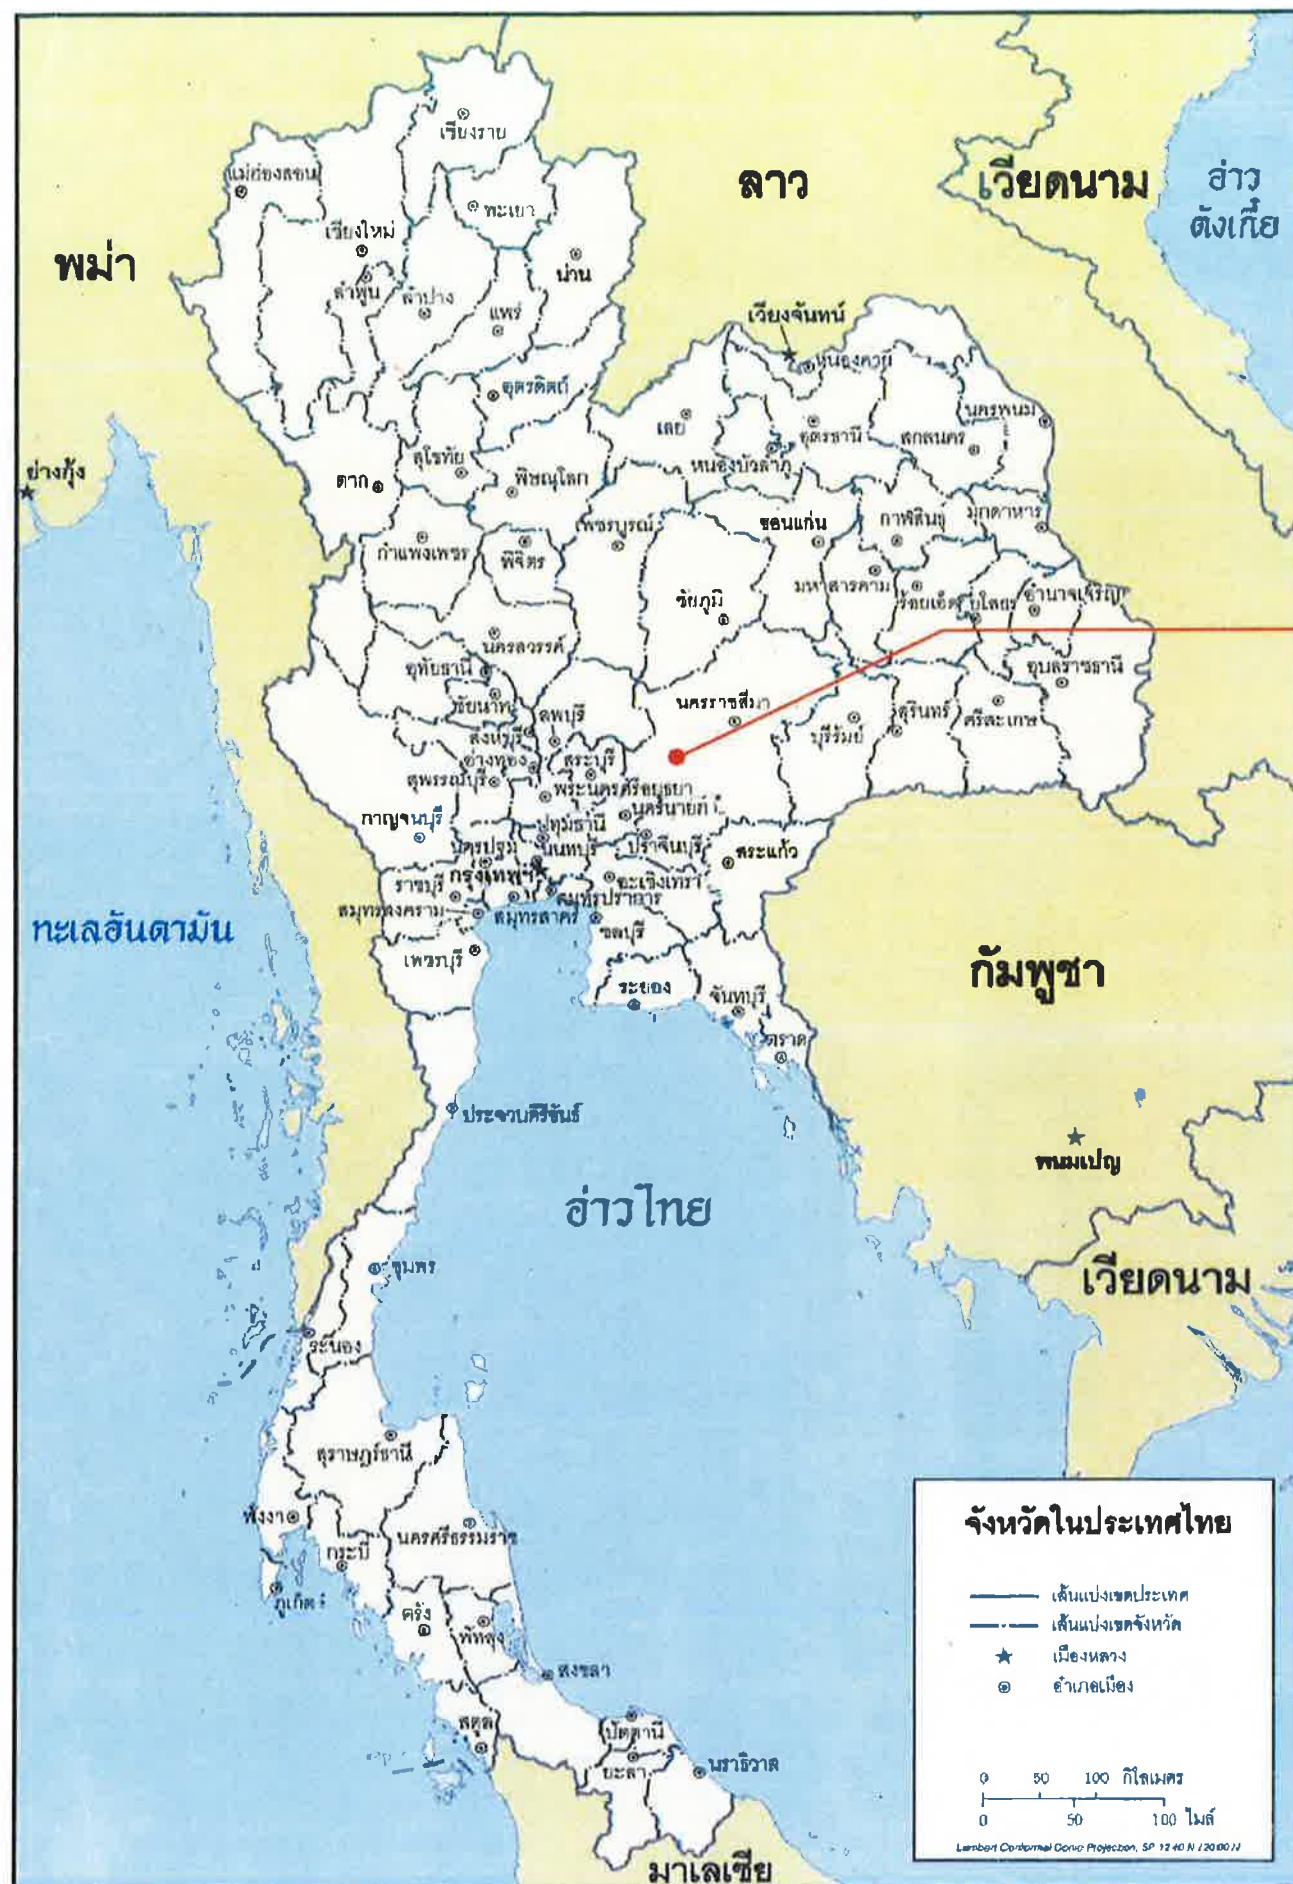 เชียงราย
แม่ฮ่องสอน
ลาว
เวียดนาม
อ่าว
ตังเกี๋ย
พะเยา
เชียงใหม่
น่าน
พม่า
ลำพูน
ลำปาง
แพร่
เวียงจันทน์
หนองคาย
อุตรดิตถ์
เลย
อุดรธานี
นครพนม
สกลนคร
หนองบัวลำภู
ย่างกุ้ง
สุโขทัย
ตาก
พิษณุโลก
เพชรบูรณ์
ขอนแก่น
กาฬสินธุ์
มุกดาหาร
กำแพงเพชร
พิจิตร
มหาสารคาม
ชัยภูมิ
ร้อยเอ็ด
ยโสธร
อำนาจเจริญ
นครสวรรค์
อุทัยธานี
อุบลราชธานี
ชัยนาท
นครราชสีมา
ลพบุรี
สิงห์บุรี
บุรีรัมย์
สุรินทร์
ศรีสะเกษ
อ่างทอง
สระบุรี
สุพรรณบุรี
พระนครศรีอยุธยา
นครนายก
กาญจนบุรี
ปทุมธานี
นครปฐม
นนทบุรี
ปราจีนบุรี
สระแก้ว
กรุงเทพฯ
ราชบุรี
ฉะเชิงเทรา
สมุทรปราการ
สมุทรสงคราม
สมุทรสาคร
ทะเลอันดามัน
ชลบุรี
เพชรบุรี
กัมพูชา
ระยอง
จันทบุรี
ตราด
ประจวบคีรีขันธ์
พนมเปญ
อ่าวไทย
ชุมพร
เวียดนาม
ระนอง
สุราษฎร์ธานี
พังงา
นครศรีธรรมราช
กระบี่
ภูเก็ต
ตรัง
พัทลุง
สงขลา
สตูล
ปัตตานี
ยะลา
นราธิวาส
มาเลเซีย
จังหวัดในประเทศไทย
เส้นแบ่งเขตประเทศ
เส้นแบ่งเขตจังหวัด
เมืองหลวง
อำเภอเมือง
0 50 100 กิโลเมตร
0 50 100 ไมล์
Lambert Conformal Conic Projection, SP 12 40 N